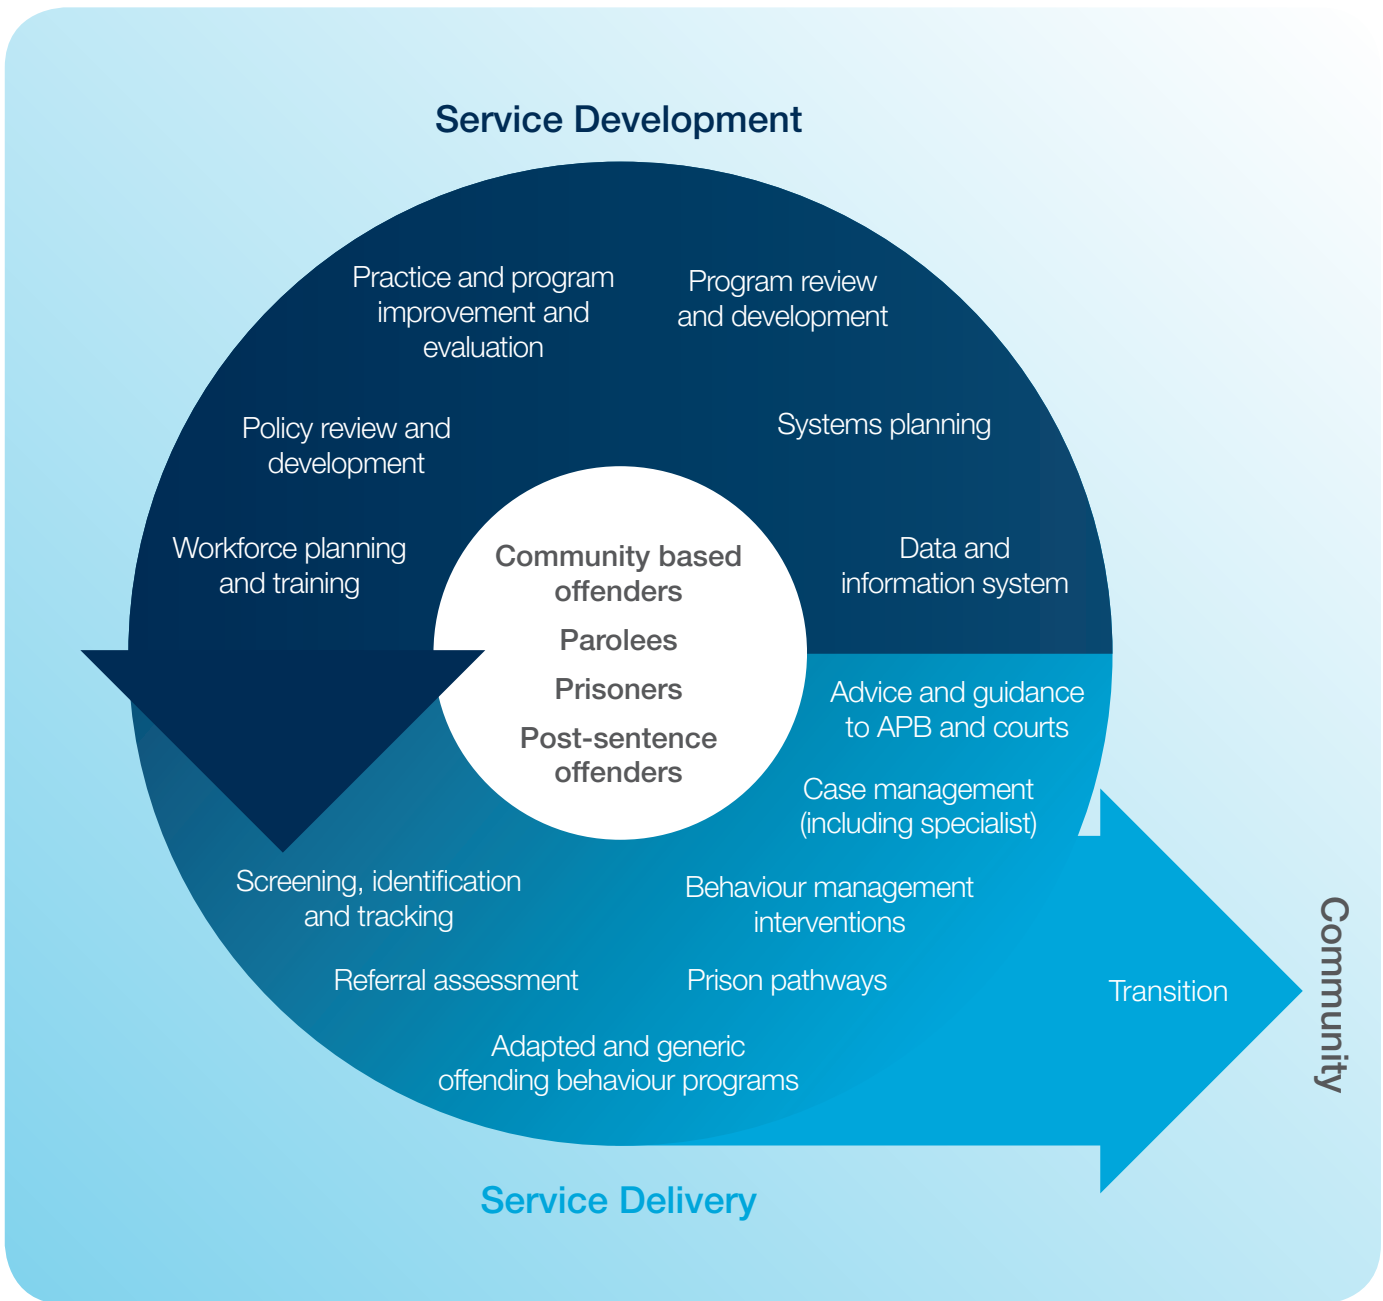 Service Development
Practice and program
improvement and
evaluation
Program review
and development
Policy review and
development
Systems planning
Workforce planning
and training
Data and
information system
Community based
offenders
Parolees
Prisoners
Post-sentence
offenders
Advice and guidance
to APB and courts
Case management
(including specialist)
Screening, identification
and tracking
Behaviour management
interventions
Referral assessment
Prison pathways
Adapted and generic
offending behaviour programs
Transition
Community
Service Delivery